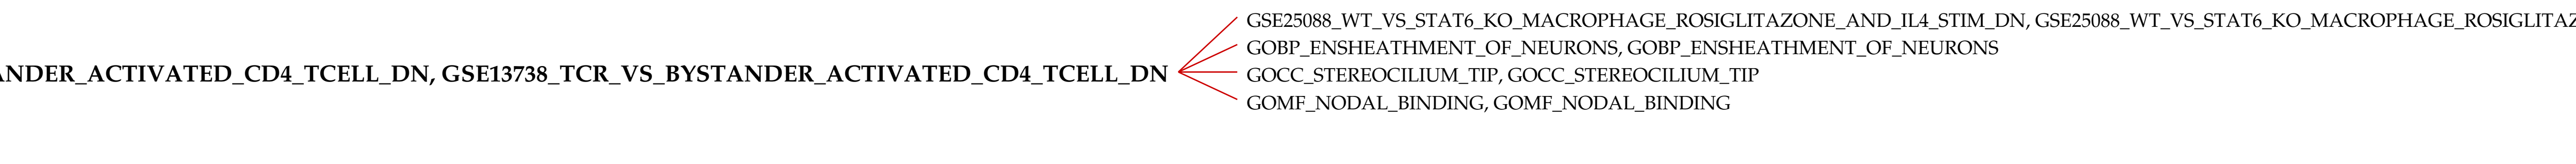 GSE25088_WT_VS_STAT6_KO_MACROPHAGE_ROSIGLITAZONE_AND_IL4_STIM_DN, GSE25088_WT_VS_STAT6_KO_MACROPHAGE_ROSIGLITAZ
GOBP_ENSHEATHMENT_OF_NEURONS, GOBP_ENSHEATHMENT_OF_NEURONS
ANDER_ACTIVATED_CD4_TCELL_DN, GSE13738_TCR_VS_BYSTANDER_ACTIVATED_CD4_TCELL_DN
GOCC_STEREOCILIUM_TIP, GOCC_STEREOCILIUM_TIP
GOMF_NODAL_BINDING, GOMF_NODAL_BINDING